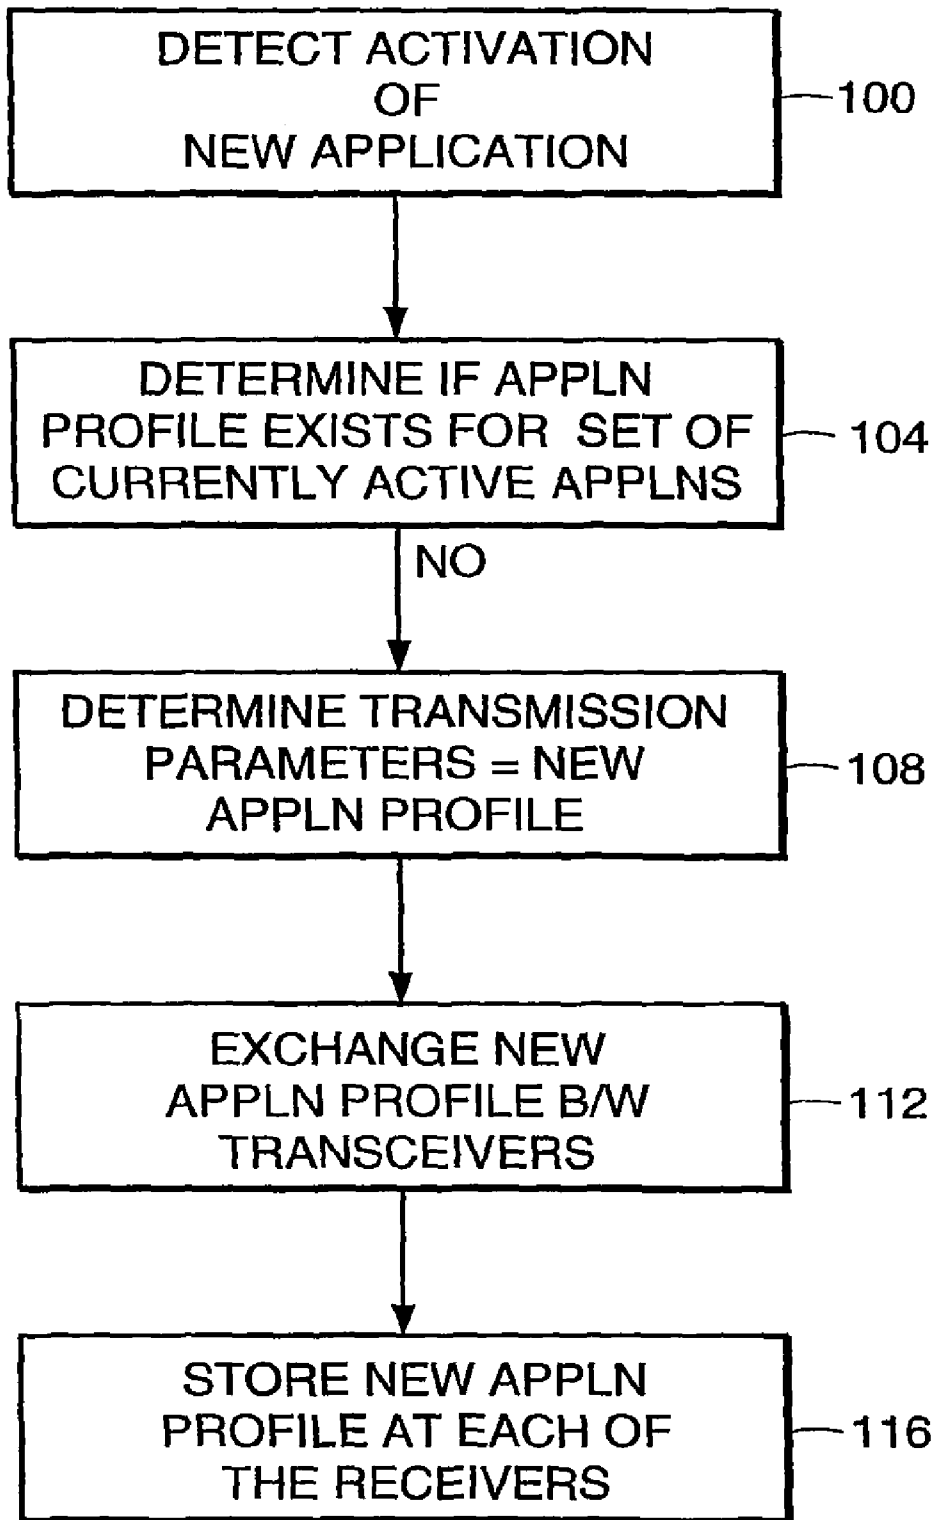 DETECT ACTIVATION
OF
NEW APPLICATION
100
DETERMINE IF APPLN
PROFILE EXISTS FOR SET OF
CURRENTLY ACTIVE APPLNS
104
NO
DETERMINE TRANSMISSION
PARAMETERS = NEW
APPLN PROFILE
108
EXCHANGE NEW
APPLN PROFILE B/W
TRANSCEIVERS
112
STORE NEW APPLN
PROFILE AT EACH OF
THE RECEIVERS
116